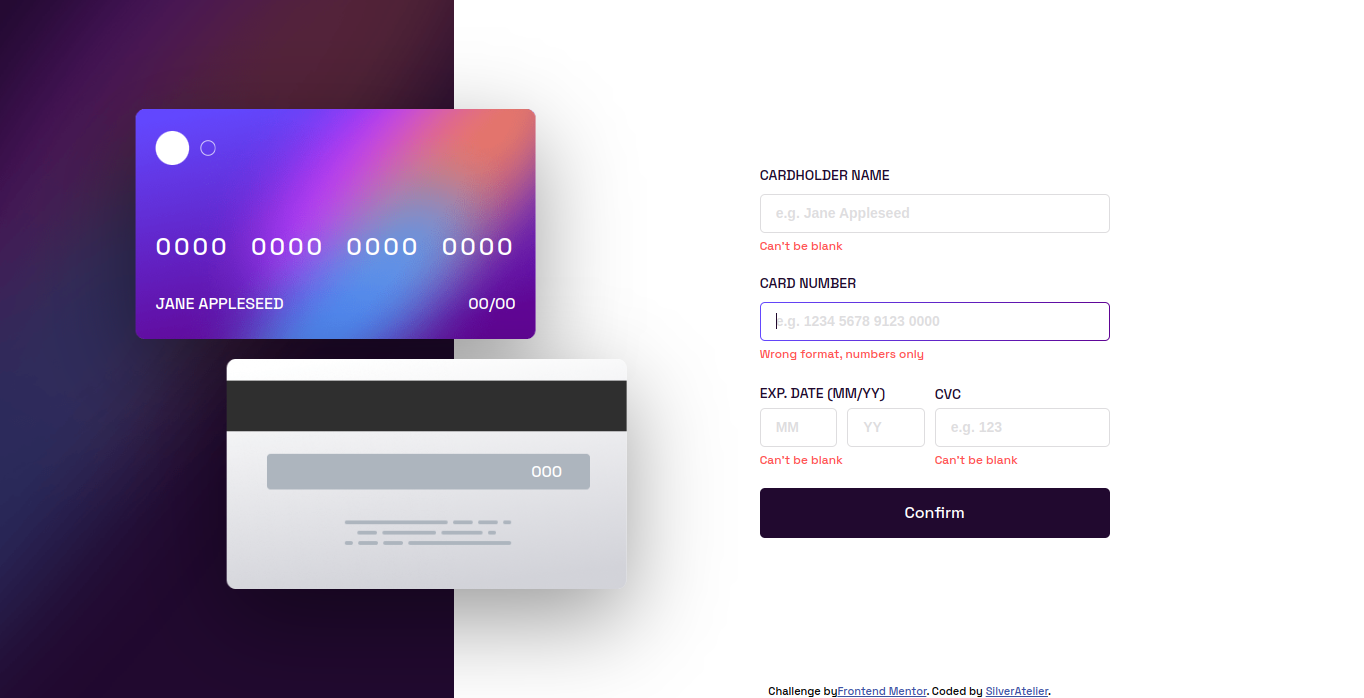 0000 0000 0000 0000
JANE APPLESEED 00/00
000
CARDHOLDER NAME
e.g. Jane Appleseed
Can't be blank
CARD NUMBER
e.g. 1234 5678 9123 0000
Wrong format, numbers only
EXP. DATE (MM/YY) CVC
MM YY e.g. 123
Can't be blank Can't be blank
Confirm
Challenge byFrontend Mentor. Coded by SilverAtelier.